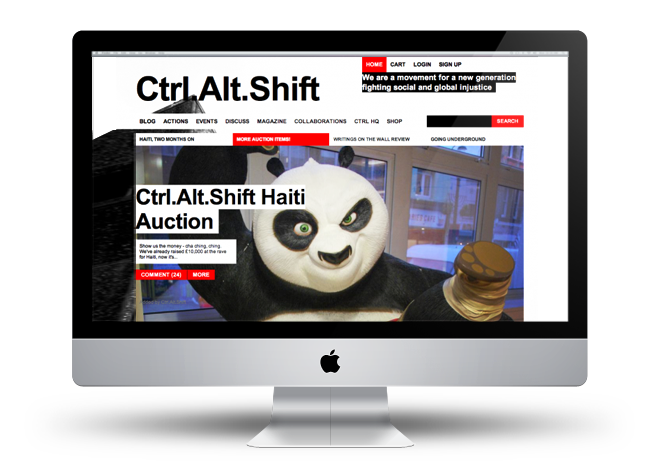 HOME CART LOGIN SIGN UP
Ctrl.Alt.Shift
We are a movement for a new generation
fighting social and global injustice
BLOG ACTIONS EVENTS DISCUSS MAGAZINE COLLABORATIONS CTRL HQ SHOP SEARCH
HAITI, TWO MONTHS ON MORE AUCTION ITEMS! WRITINGS ON THE WALL REVIEW GOING UNDERGROUND
Ctrl.Alt.Shift Haiti
Auction
Show us the money - cha ching, ching
We've already raised £10,000 at the rave
for Haiti, now it's...
COMMENT (24) MORE